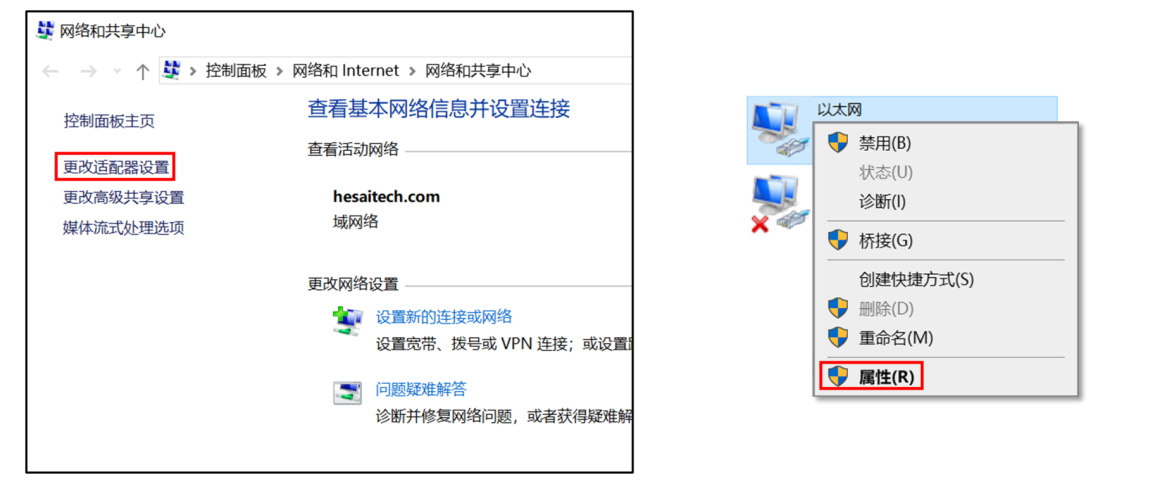 网络和共享中心
控制面板 > 网络和 Internet > 网络和共享中心
控制面板主页
更改适配器设置
更改高级共享设置
媒体流式处理选项
查看基本网络信息并设置连接
查看活动网络
hesaitech.com
域网络
更改网络设置
设置新的连接或网络
设置宽带、拨号或 VPN 连接；或设置
问题疑难解答
诊断并修复网络问题，或者获得疑难解
以太网
禁用(B)
状态(U)
诊断(I)
桥接(G)
创建快捷方式(S)
删除(D)
重命名(M)
属性(R)